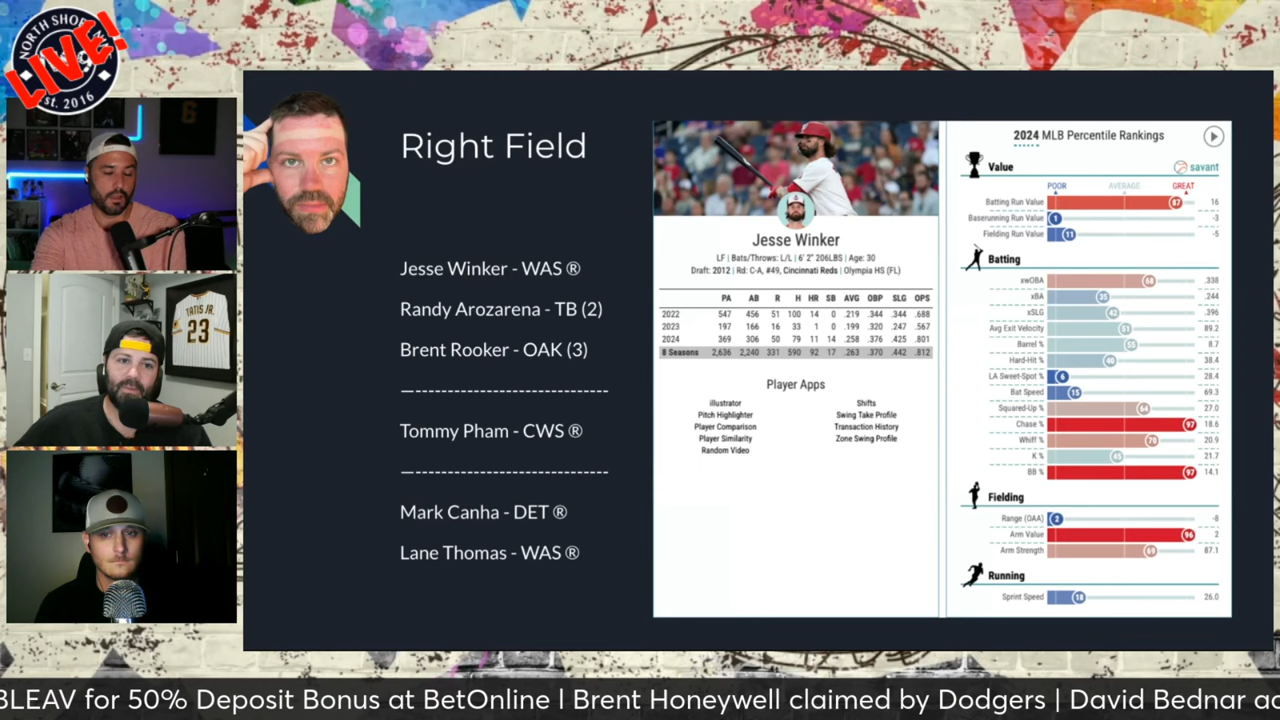 NORTH SHORE
LIVE!
Est. 2016
TATIS JR.
23
Right Field
Jesse Winker - WAS ®
Randy Arozarena - TB (2)
Brent Rooker - OAK (3)
—------------------------------
Tommy Pham - CWS ®
—------------------------------
Mark Canha - DET ®
Lane Thomas - WAS ®
Jesse Winker
LF | Bats/Throws: L/L | 6' 2" 206LBS | Age: 30
Draft: 2012 | Rd: C-A, #49, Cincinnati Reds | Olympia HS (FL)
PA AB R H HR SB AVG OBP SLG OPS
2022 547 456 51 100 14 0 .219 .344 .344 .688
2023 197 166 16 33 1 0 .199 .320 .247 .567
2024 369 306 50 79 11 14 .258 .376 .425 .801
8 Seasons 2,636 2,240 331 590 92 17 .263 .370 .442 .812
Player Apps
illustrator Shifts
Pitch Highlighter Swing Take Profile
Player Comparison Transaction History
Player Similarity Zone Swing Profile
Random Video
2024 MLB Percentile Rankings
Value savant
POOR AVERAGE GREAT
Batting Run Value 87 16
Baserunning Run Value 1 -3
Fielding Run Value 11 -5
Batting
xwOBA 68 .338
xBA 35 .244
xSLG 42 .396
Avg Exit Velocity 51 89.2
Barrel % 55 8.7
Hard-Hit % 40 38.4
LA Sweet-Spot % 6 28.4
Bat Speed 15 69.3
Squared-Up % 64 27.0
Chase % 97 18.6
Whiff % 70 20.9
K % 45 21.7
BB % 97 14.1
Fielding
Range (OAA) 2 -8
Arm Value 96 2
Arm Strength 69 87.1
Running
Sprint Speed 18 26.0
BLEAV for 50% Deposit Bonus at BetOnline | Brent Honeywell claimed by Dodgers | David Bednar